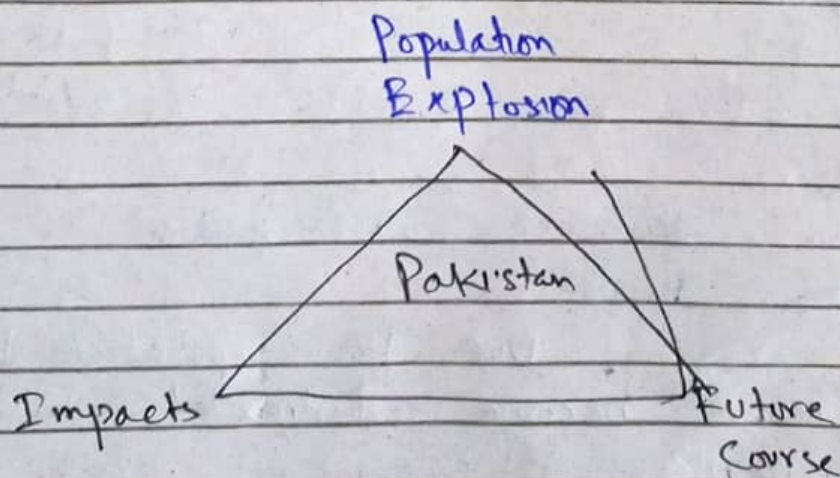 Population
Explosion
Pakistan
Impacts
Future
Course